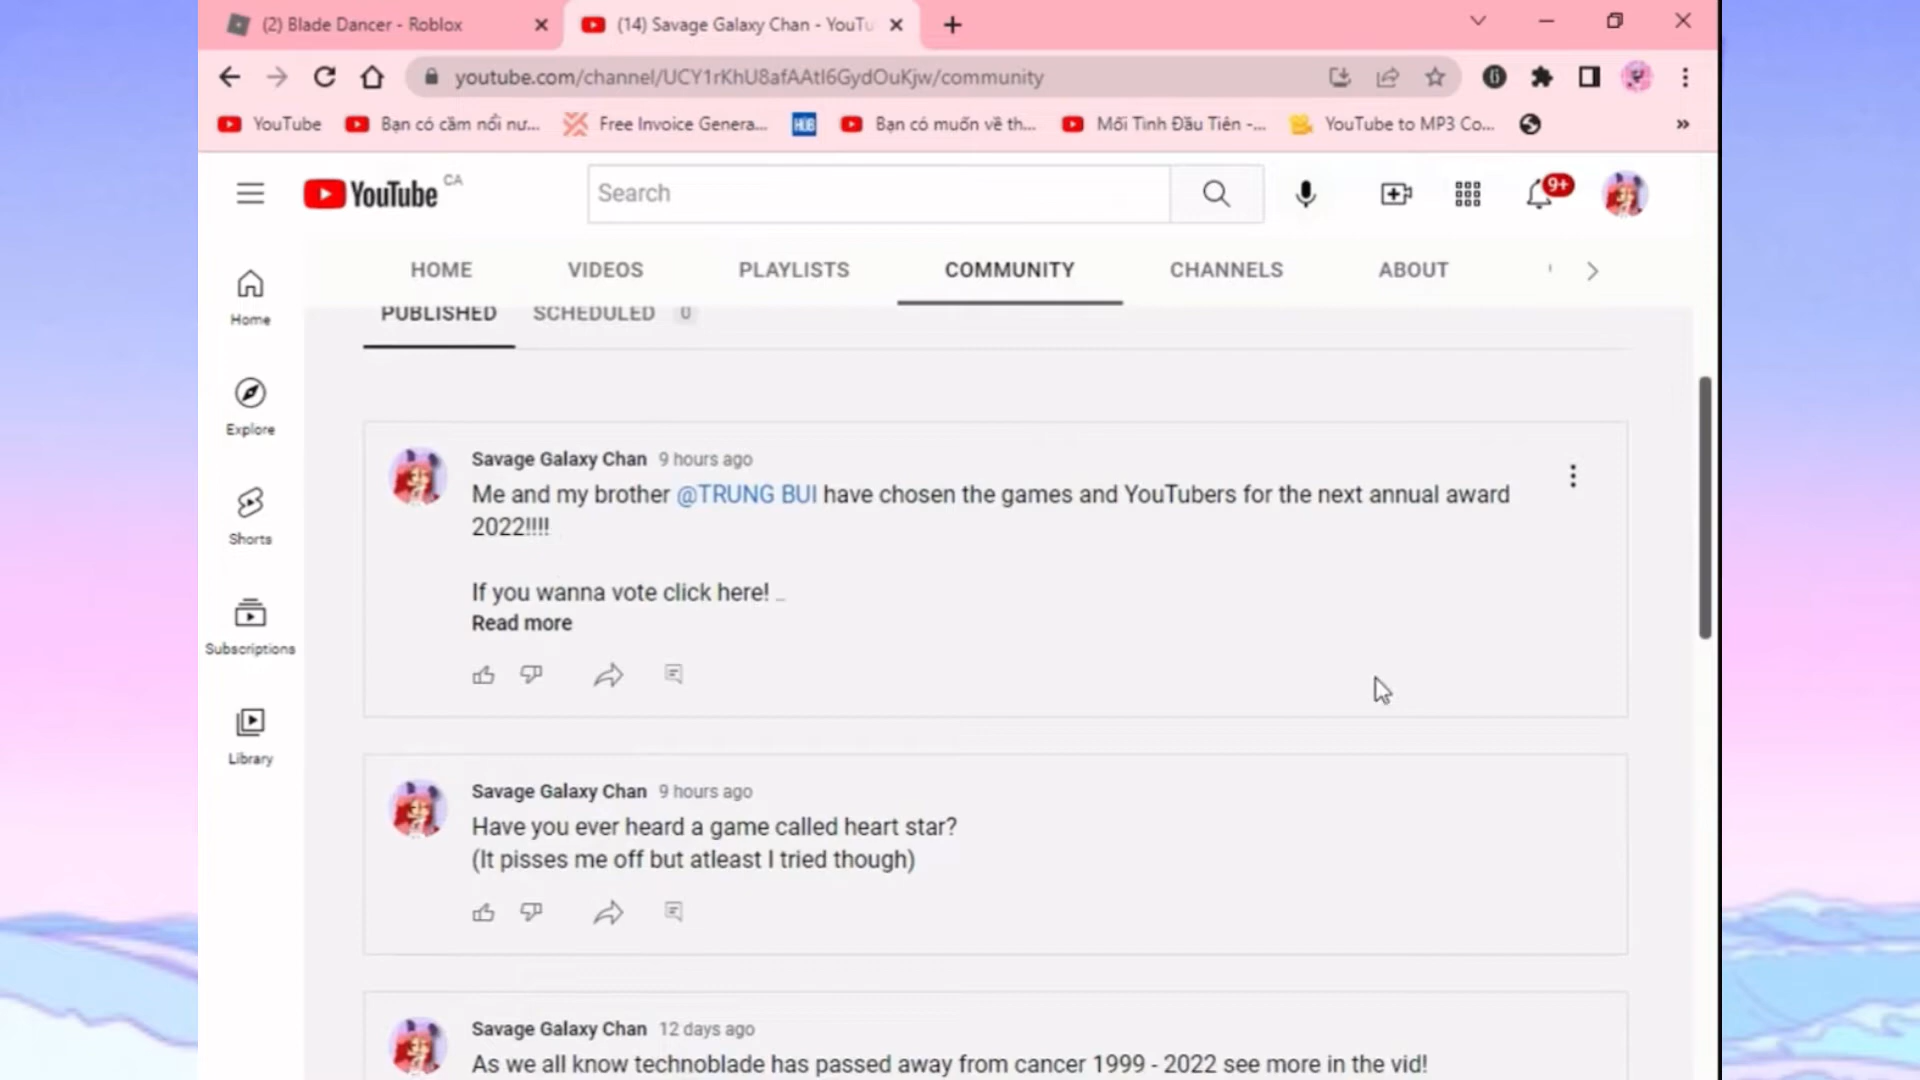 (2) Blade Dancer - Roblox
(14) Savage Galaxy Chan - YouTu
youtube.com/channel/UCY1rKhU8afAAtI6GydOuKjw/community
YouTube
Bạn có cầm nổi nư...
Free Invoice Genera...
HÚB
Bạn có muốn về th...
Mối Tình Đầu Tiên -...
YouTube to MP3 Co...
»
YouTube CA
Search
9+
HOME
VIDEOS
PLAYLISTS
COMMUNITY
CHANNELS
ABOUT
Home
Explore
Shorts
Subscriptions
Library
PUBLISHED
SCHEDULED 0
Savage Galaxy Chan 9 hours ago
Me and my brother @TRUNG BUI have chosen the games and YouTubers for the next annual award
2022!!!!
If you wanna vote click here! ...
Read more
Savage Galaxy Chan 9 hours ago
Have you ever heard a game called heart star?
(It pisses me off but atleast I tried though)
Savage Galaxy Chan 12 days ago
As we all know technoblade has passed away from cancer 1999 - 2022 see more in the vid!